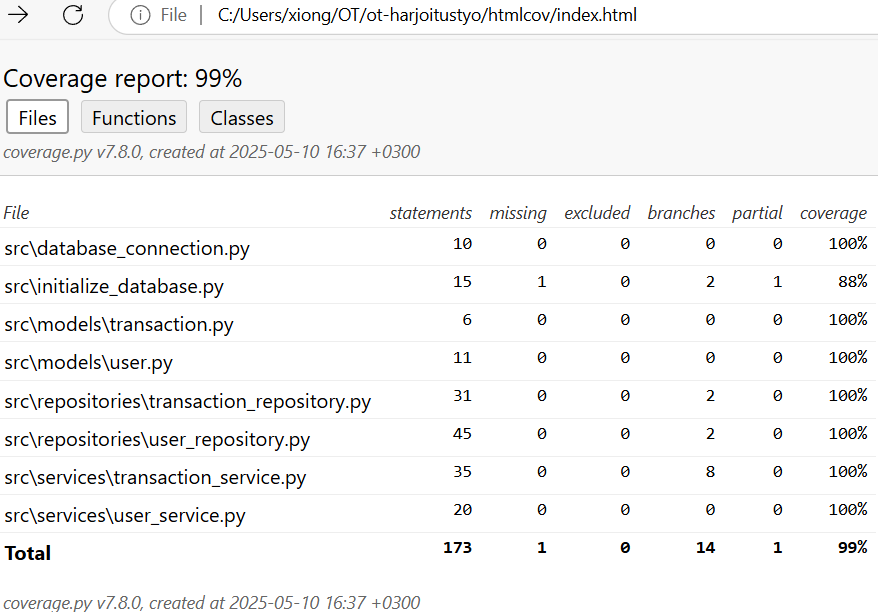 File | C:/Users/xiong/OT/ot-harjoitustyo/htmlcov/index.html
Coverage report: 99%
Files Functions Classes
coverage.py v7.8.0, created at 2025-05-10 16:37 +0300
File statements missing excluded branches partial coverage
src\database_connection.py 10 0 0 0 0 100%
src\initialize_database.py 15 1 0 2 1 88%
src\models\transaction.py 6 0 0 0 0 100%
src\models\user.py 11 0 0 0 0 100%
src\repositories\transaction_repository.py 31 0 0 2 0 100%
src\repositories\user_repository.py 45 0 0 2 0 100%
src\services\transaction_service.py 35 0 0 8 0 100%
src\services\user_service.py 20 0 0 0 0 100%
Total 173 1 0 14 1 99%
coverage.py v7.8.0, created at 2025-05-10 16:37 +0300